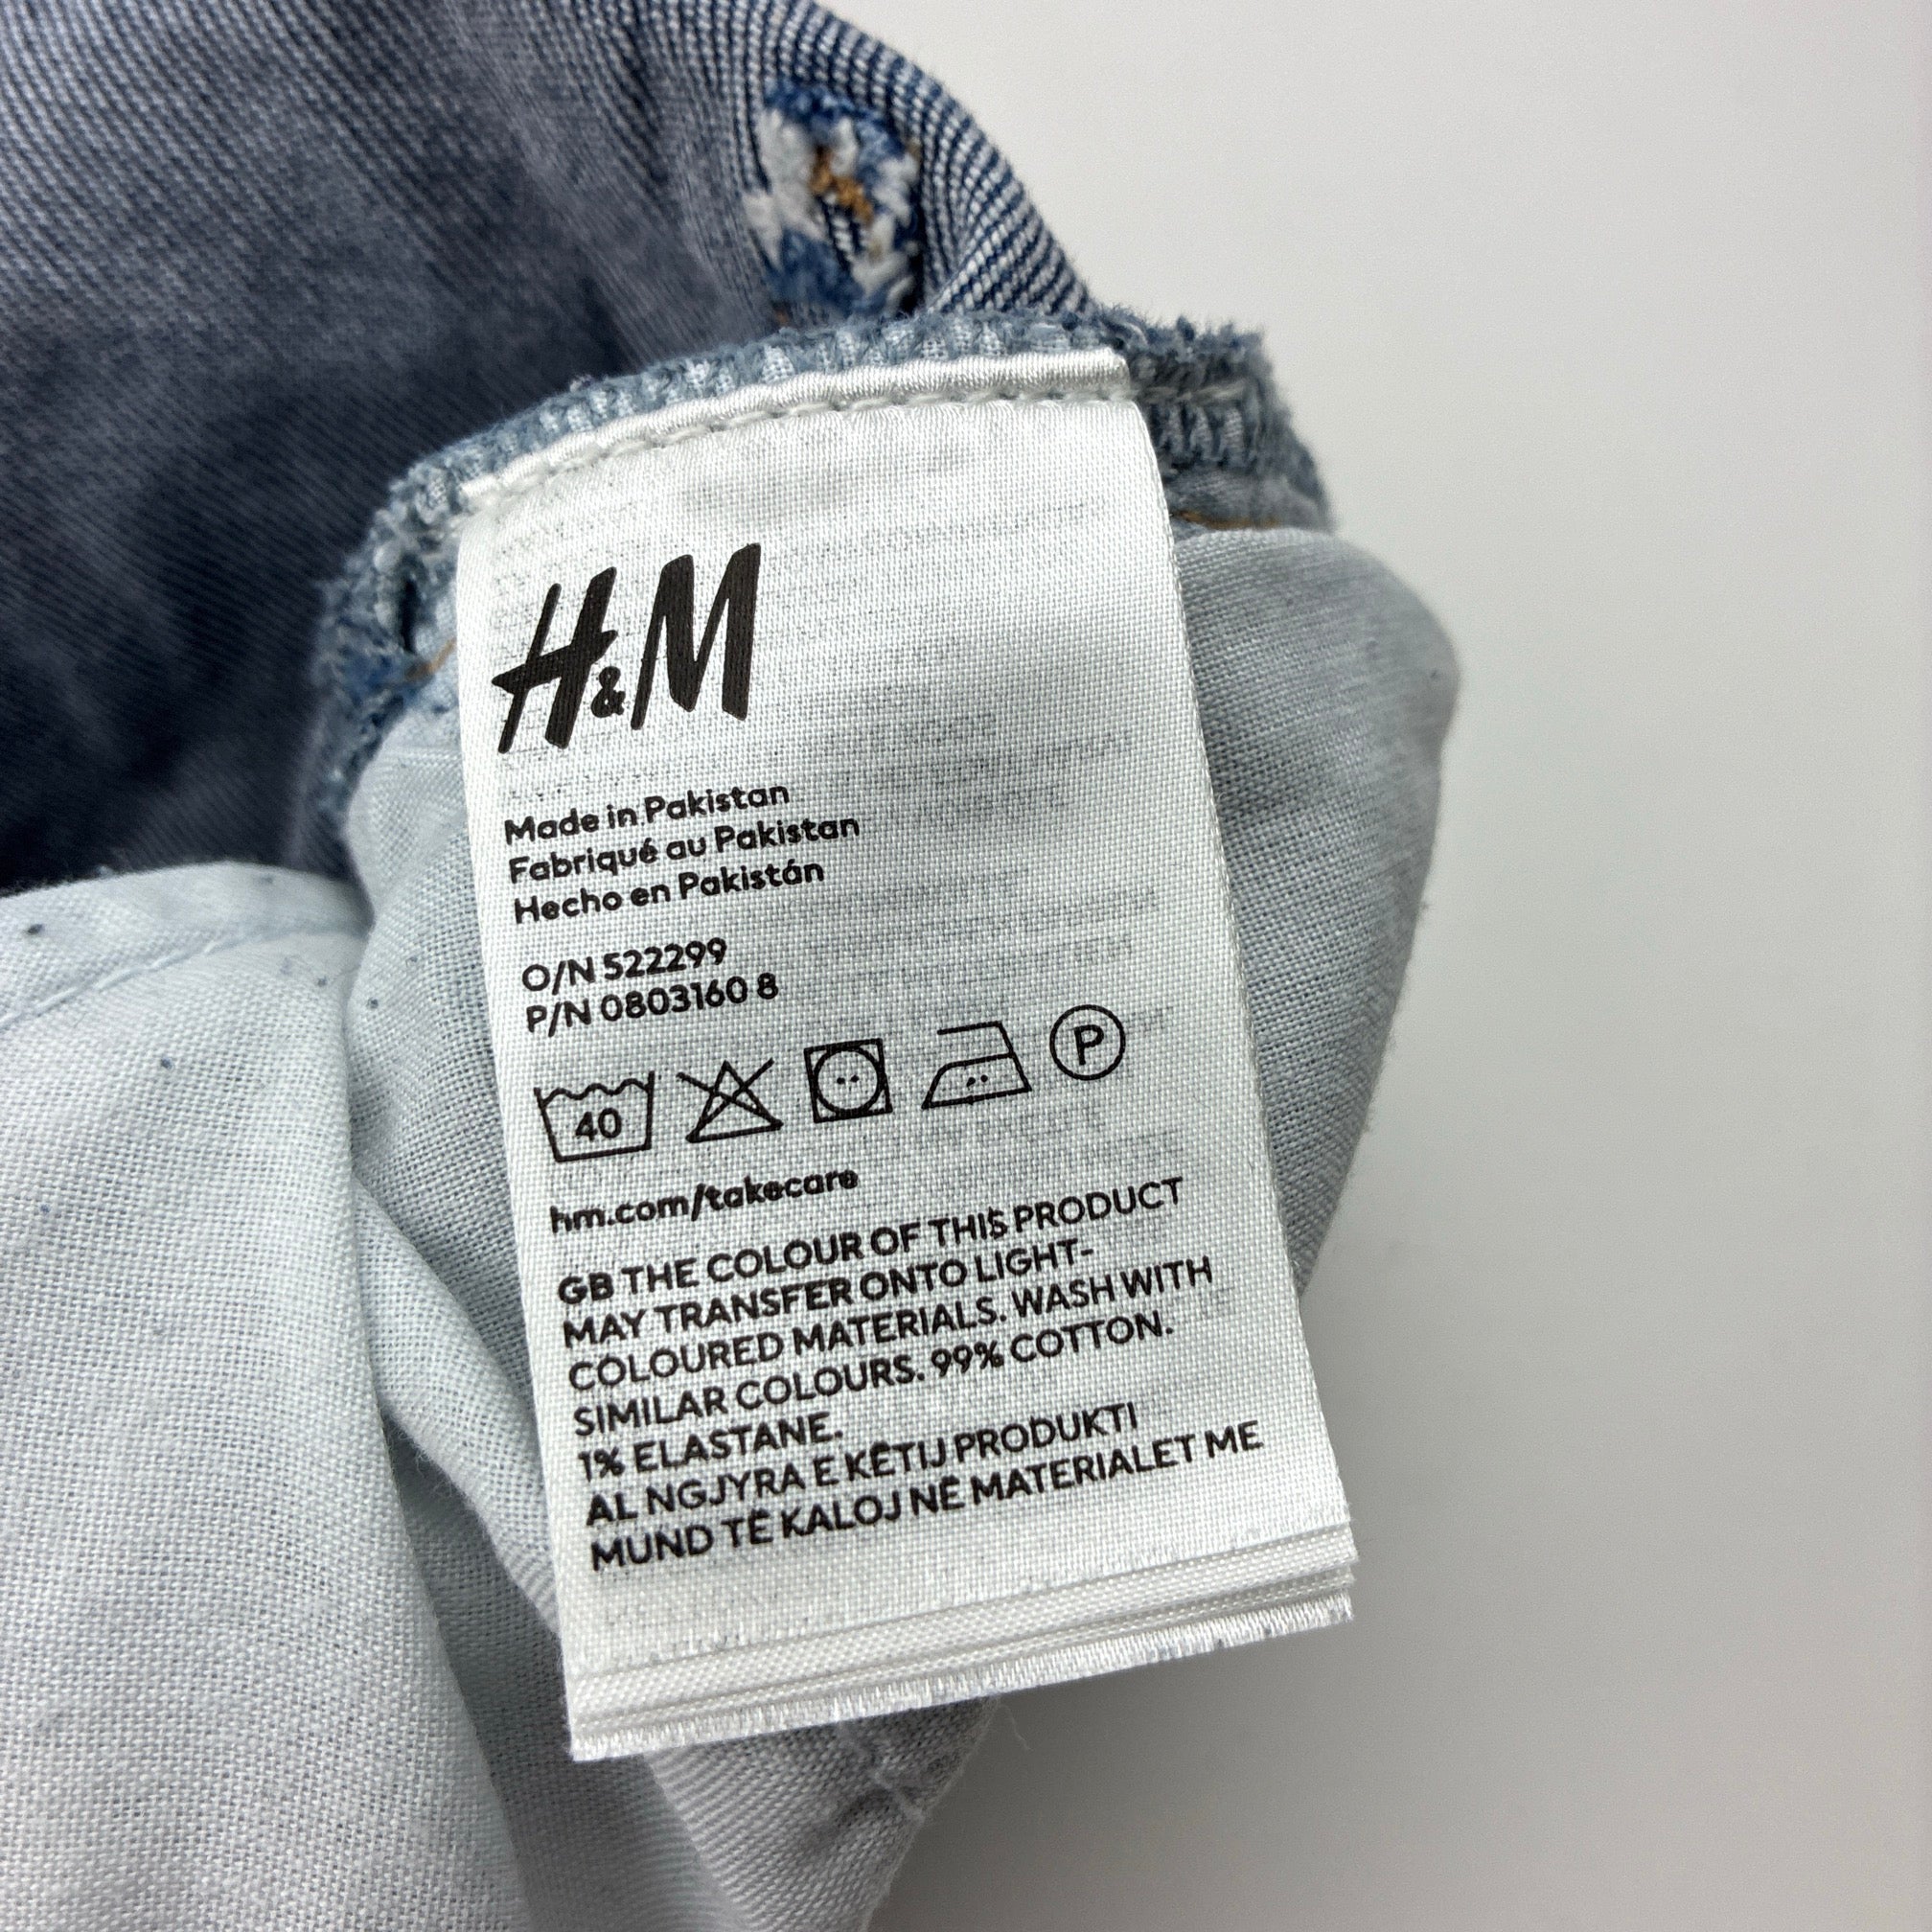 H&M
Made in Pakistan
Fabriqué au Pakistan
Hecho en Pakistán
O/N 522299
P/N 0803160 8
40
P
hm.com/takecare
GB THE COLOUR OF THIS PRODUCT
MAY TRANSFER ONTO LIGHT-
COLOURED MATERIALS. WASH WITH
SIMILAR COLOURS. 99% COTTON.
1% ELASTANE.
AL NGJYRA E KËTIJ PRODUKTI
MUND TË KALOJ NË MATERIALET ME